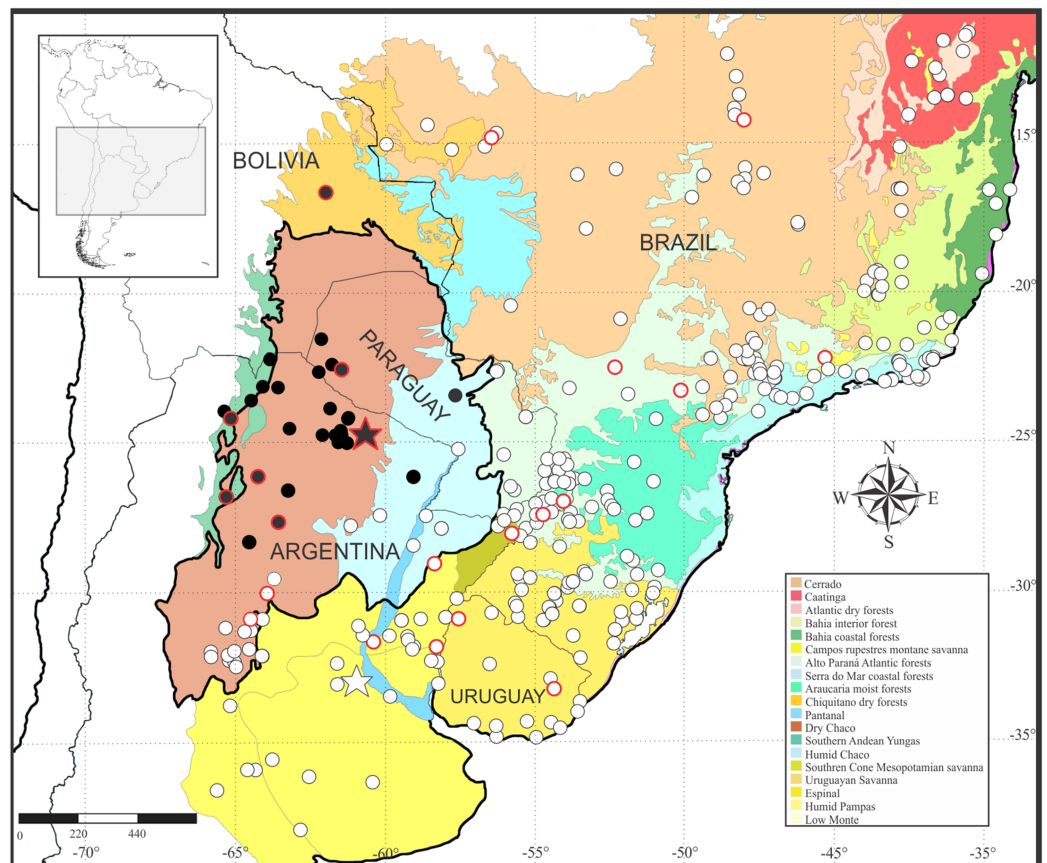 BOLIVIA
BRAZIL
PARAGUAY
ARGENTINA
URUGUAY
15°
-20°
-25°
-30°
-35°
N
W
E
S
Cerrado
Caatinga
Atlantic dry forests
Bahia interior forest
Bahia coastal forests
Campos rupestres montane savanna
Alto Paraná Atlantic forests
Serra do Mar coastal forests
Araucaria moist forests
Chiquitano dry forests
Pantanal
Dry Chaco
Southern Andean Yungas
Humid Chaco
Southren Cone Mesopotamian savanna
Uruguayan Savanna
Espinal
Humid Pampas
Low Monte
0 220 440
-70° -65° -60° -55° -50° -45° -35°